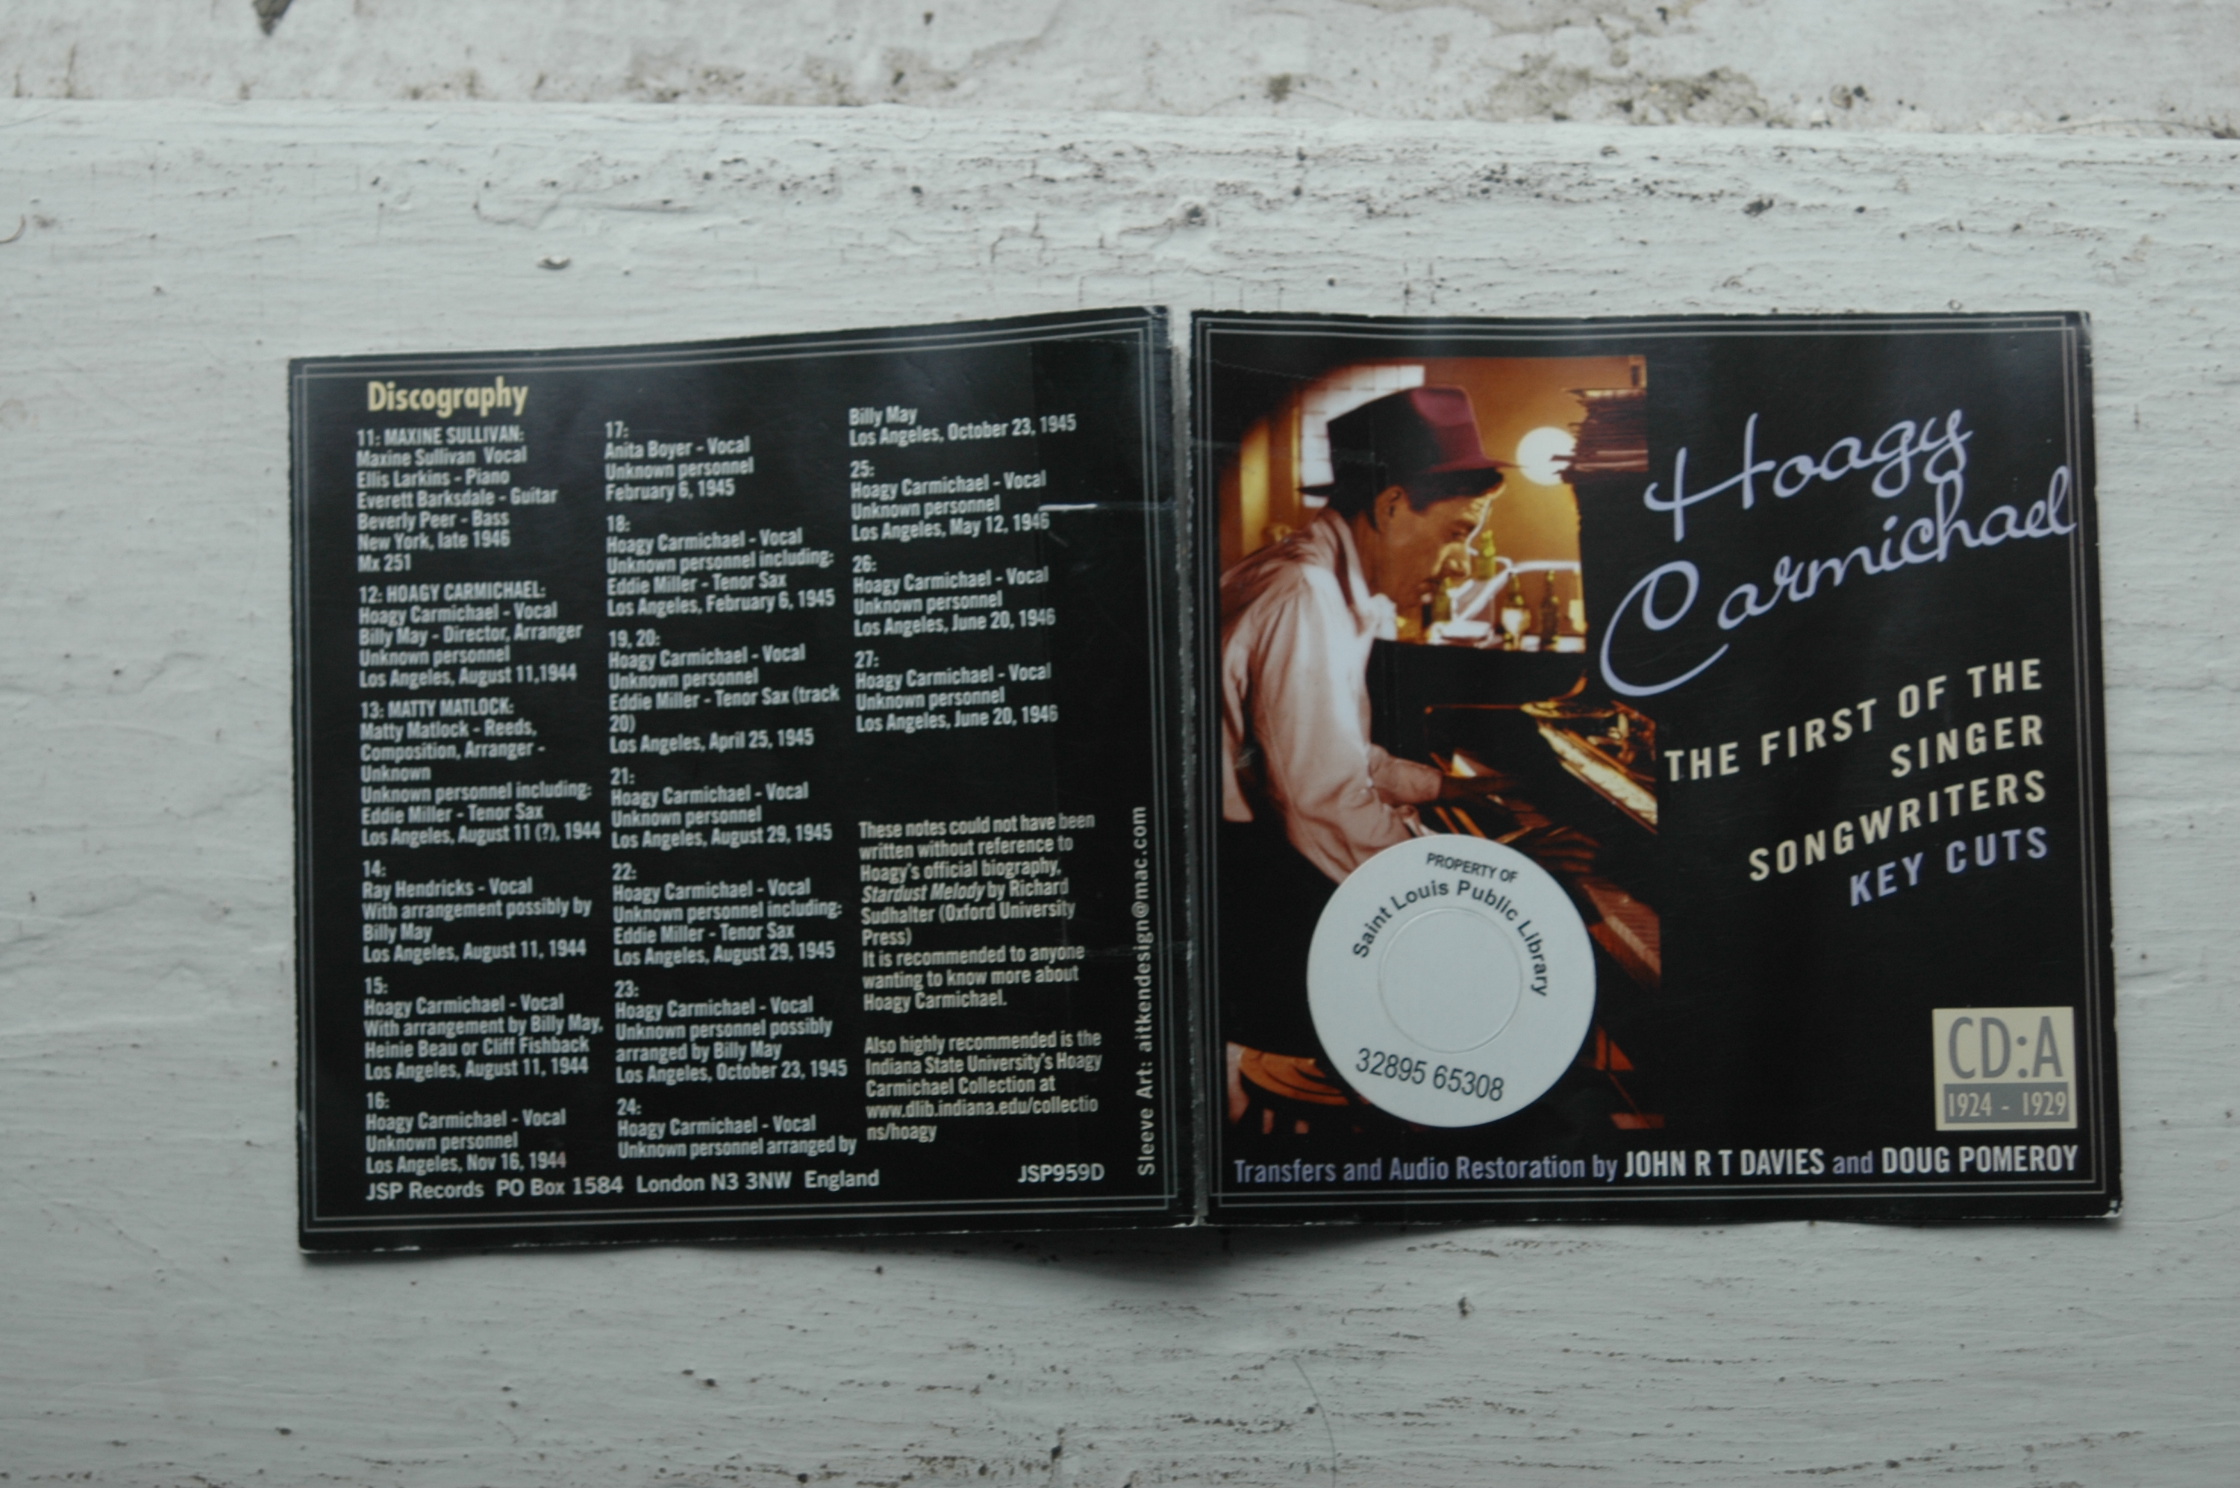 Discography
11: MAXINE SULLIVAN:
Maxine Sullivan Vocal
Ellis Larkins - Piano
Everett Barksdale - Guitar
Beverly Peer - Bass
New York, late 1946
Mx 251
12: HOAGY CARMICHAEL:
Hoagy Carmichael - Vocal
Billy May - Director, Arranger
Unknown personnel
Los Angeles, August 11,1944
13: MATTY MATLOCK:
Matty Matlock - Reeds,
Composition, Arranger -
Unknown
Unknown personnel including:
Eddie Miller - Tenor Sax
Los Angeles, August 11 (?), 1944
14:
Ray Hendricks - Vocal
With arrangement possibly by
Billy May
Los Angeles, August 11, 1944
15:
Hoagy Carmichael - Vocal
With arrangement by Billy May,
Heinie Beau or Cliff Fishback
Los Angeles, August 11, 1944
16:
Hoagy Carmichael - Vocal
Unknown personnel
Los Angeles, Nov 16, 1944
17:
Anita Boyer - Vocal
Unknown personnel
February 6, 1945
18:
Hoagy Carmichael - Vocal
Unknown personnel including:
Eddie Miller - Tenor Sax
Los Angeles, February 6, 1945
19, 20:
Hoagy Carmichael - Vocal
Unknown personnel
Eddie Miller - Tenor Sax (track
20)
Los Angeles, April 25, 1945
21:
Hoagy Carmichael - Vocal
Unknown personnel
Los Angeles, August 29, 1945
22:
Hoagy Carmichael - Vocal
Unknown personnel including:
Eddie Miller - Tenor Sax
Los Angeles, August 29, 1945
23:
Hoagy Carmichael - Vocal
Unknown personnel possibly
arranged by Billy May
Los Angeles, October 23, 1945
24:
Hoagy Carmichael - Vocal
Unknown personnel arranged by
Billy May
Los Angeles, October 23, 1945
25:
Hoagy Carmichael - Vocal
Unknown personnel
Los Angeles, May 12, 1946
26:
Hoagy Carmichael - Vocal
Unknown personnel
Los Angeles, June 20, 1946
27:
Hoagy Carmichael - Vocal
Unknown personnel
Los Angeles, June 20, 1946
These notes could not have been
written without reference to
Hoagy's official biography,
Stardust Melody by Richard
Sudhalter (Oxford University
Press)
It is recommended to anyone
wanting to know more about
Hoagy Carmichael.
Also highly recommended is the
Indiana State University's Hoagy
Carmichael Collection at
www.dlib.indiana.edu/collectio
ns/hoagy
JSP Records PO Box 1584 London N3 3NW England
JSP959D
Sleeve Art: aitkendesign@mac.com
Hoagy
Carmichael
THE FIRST OF THE
SINGER
SONGWRITERS
KEY CUTS
PROPERTY OF
Saint Louis Public Library
32895 65308
CD:A
1924 - 1929
Transfers and Audio Restoration by JOHN R T DAVIES and DOUG POMEROY